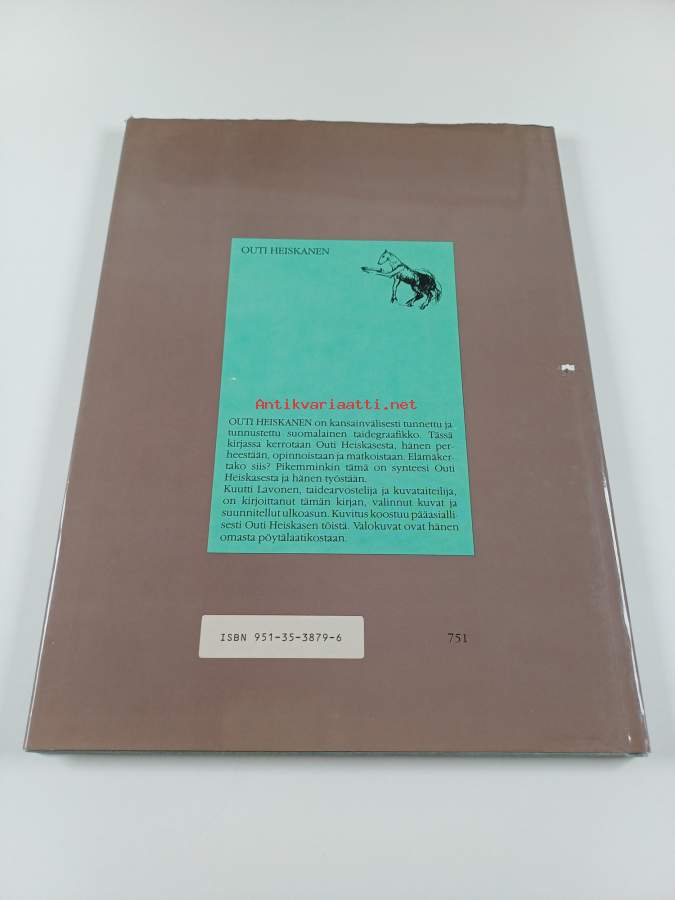 OUTI HEISKANEN
Antikvariaatti.net
OUTI HEISKANEN on kansainvälisesti tunnettu ja
tunnustettu suomalainen taidegraafikko. Tässä
kirjassa kerrotaan Outi Heiskasesta, hänen per-
heestään, opinnoistaan ja matkoistaan. Elämäker-
tako siis? Pikemminkin tämä on synteesi Outi
Heiskasesta ja hänen työstään.
Kuutti Lavonen, taidearvostelija ja kuvataiteilija,
on kirjoittanut tämän kirjan, valinnut kuvat ja
suunnitellut ulkoasun. Kuvitus koostuu pääasialli-
sesti Outi Heiskasen töistä. Valokuvat ovat hänen
omasta pöytälaatikostaan.
ISBN 951-35-3879-6
751